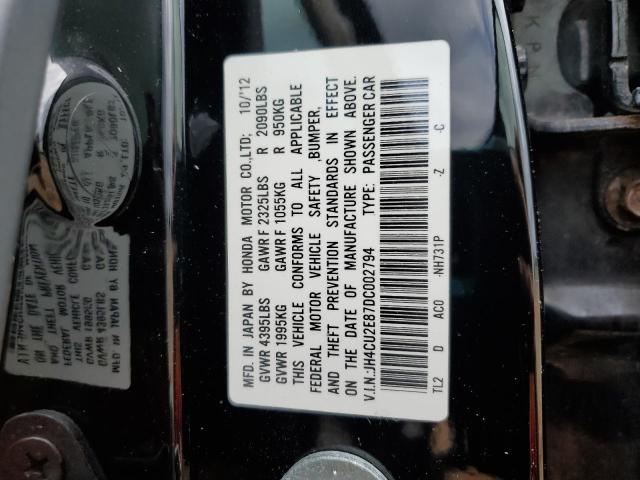 MFD. IN JAPAN BY HONDA MOTOR CO.,LTD; 10/'12
GVWR 4395LBS GAWR F 2325LBS R 2090LBS
GVWR 1995KG GAWR F 1055KG R 950KG
THIS VEHICLE CONFORMS TO ALL APPLICABLE
FEDERAL MOTOR VEHICLE SAFETY BUMPER,
AND THEFT PREVENTION STANDARDS IN EFFECT
ON THE DATE OF MANUFACTURE SHOWN ABOVE.
V.I.N.:JH4CU2E87DC002794 TYPE: PASSENGER CAR
TL2 D AC0 -NH731P -Z -C